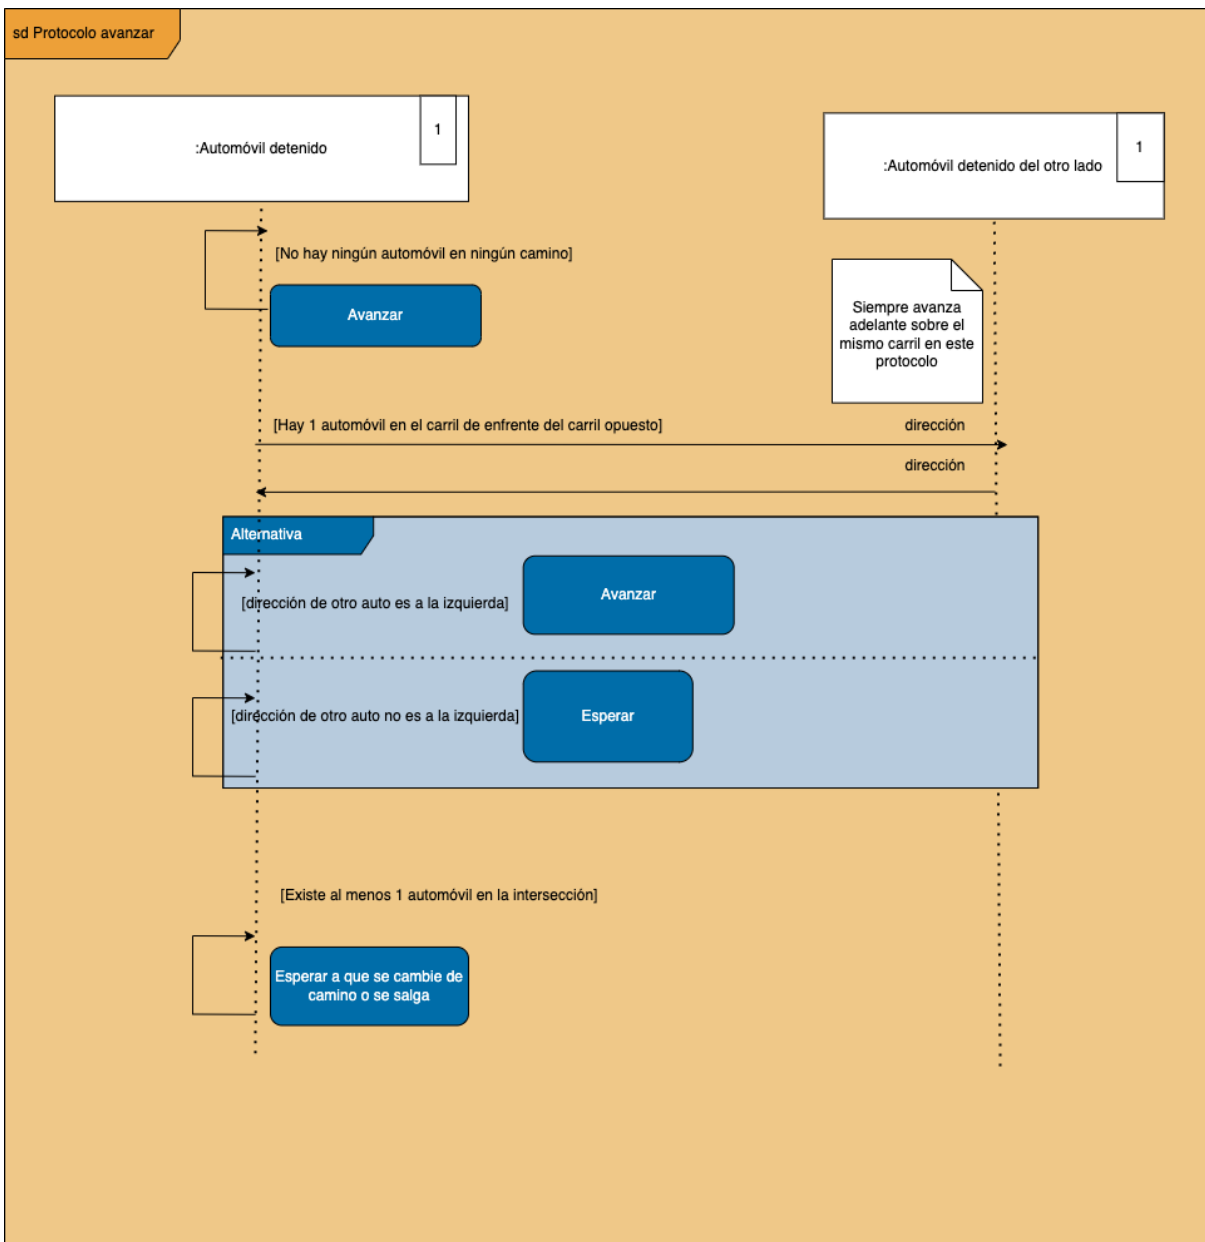 sd Protocolo avanzar
1
:Automóvil detenido
1
:Automóvil detenido del otro lado
[No hay ningún automóvil en ningún camino]
Avanzar
Siempre avanza
adelante sobre el
mismo carril en este
protocolo
[Hay 1 automóvil en el carril de enfrente del carril opuesto]
dirección
dirección
Alternativa
[dirección de otro auto es a la izquierda]
Avanzar
[dirección de otro auto no es a la izquierda]
Esperar
[Existe al menos 1 automóvil en la intersección]
Esperar a que se cambie de
camino o se salga